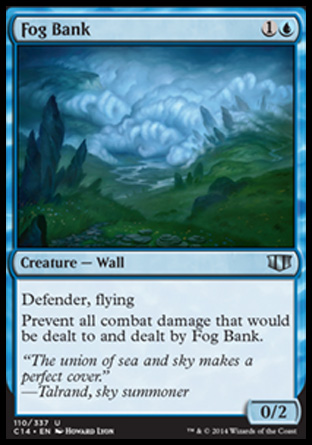 Fog Bank 1
Creature — Wall
Defender, flying
Prevent all combat damage that would
be dealt to and dealt by Fog Bank.
“The union of sea and sky makes a
perfect cover.”
—Talrand, sky summoner
0/2
110/337 U
C14 • EN Howard Lyon
™ & © 2014 Wizards of the Coast